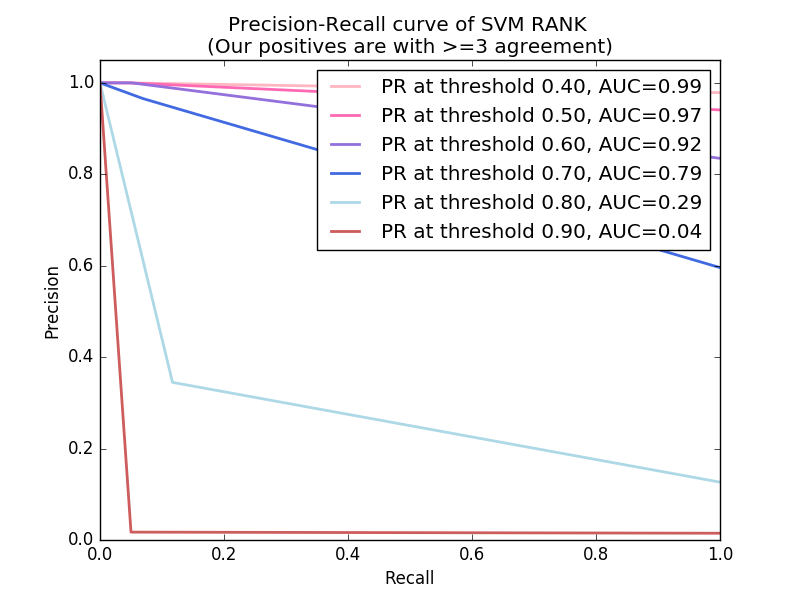 Precision-Recall curve of SVM RANK
(Our positives are with >=3 agreement)
1.0
0.8
0.6
0.4
0.2
0.0
Precision
PR at threshold 0.40, AUC=0.99
PR at threshold 0.50, AUC=0.97
PR at threshold 0.60, AUC=0.92
PR at threshold 0.70, AUC=0.79
PR at threshold 0.80, AUC=0.29
PR at threshold 0.90, AUC=0.04
0.0 0.2 0.4 0.6 0.8 1.0
Recall